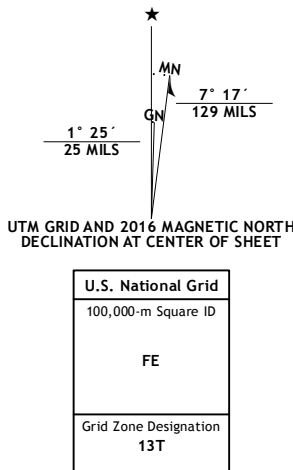 MN
GN
7° 17´
129 MILS
1° 25´
25 MILS
UTM GRID AND 2016 MAGNETIC NORTH
DECLINATION AT CENTER OF SHEET
U.S. National Grid
100,000-m Square ID
FE
Grid Zone Designation
13T